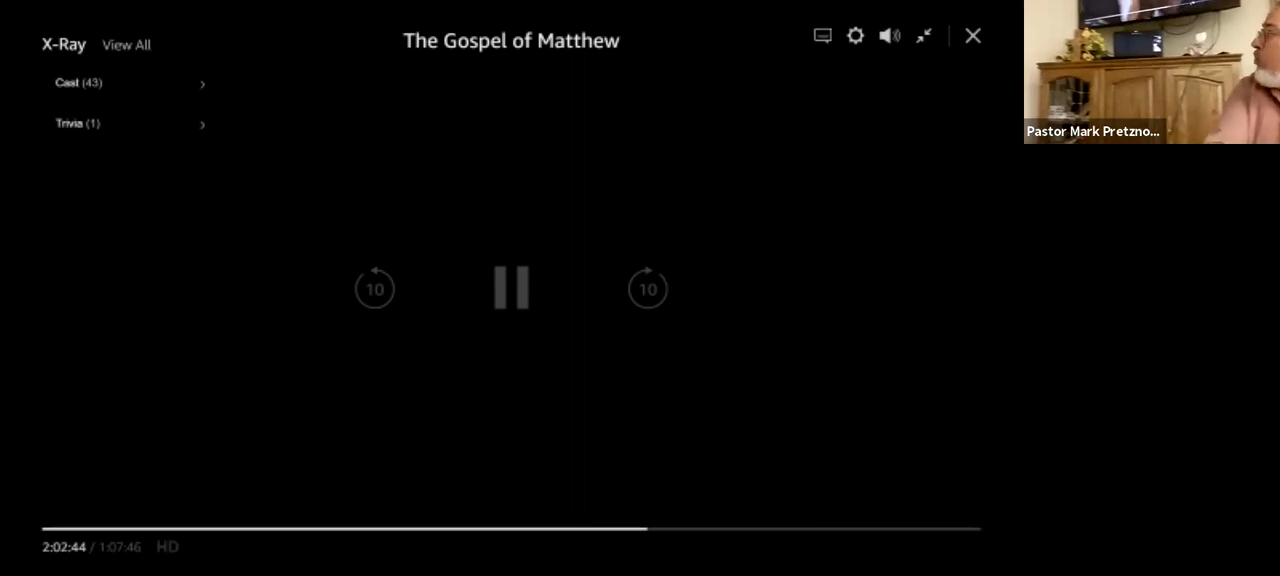 X-Ray View All
The Gospel of Matthew
Cast (43)
Trivia (1)
Pastor Mark Pretzno...
10
10
2:02:44 / 1:07:46 HD